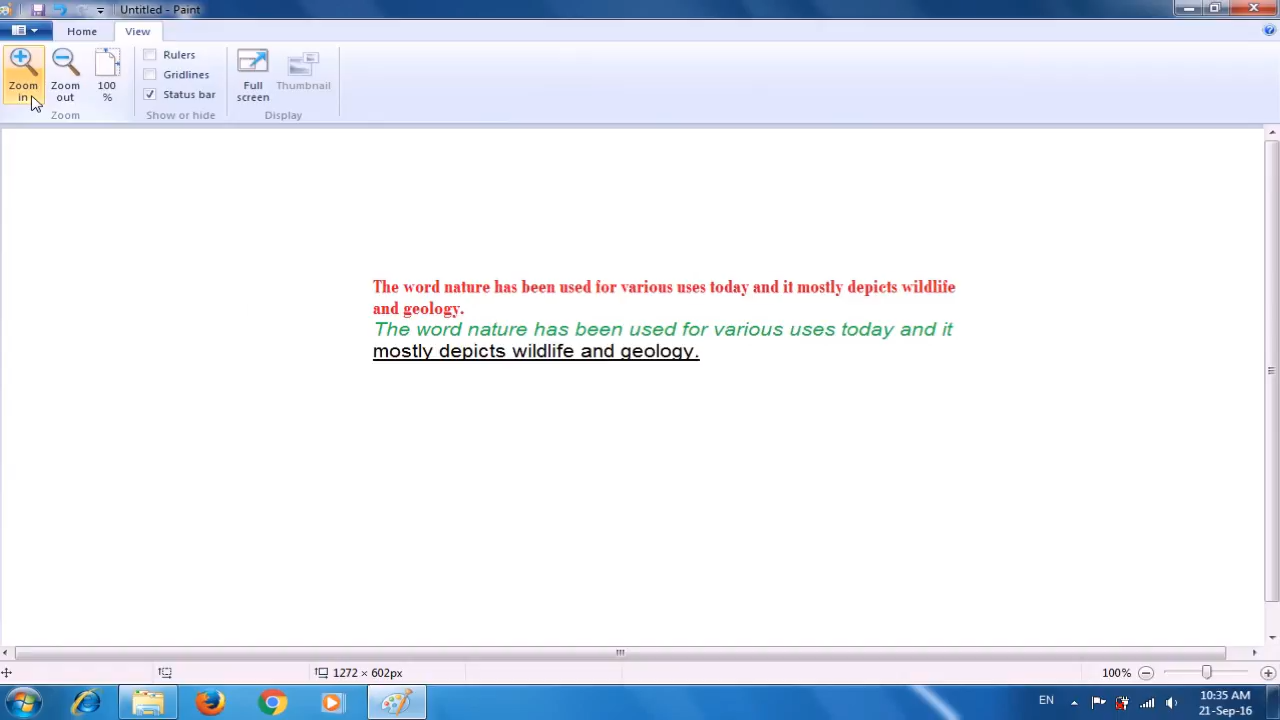 Untitled - Paint
Home
View
Zoom in
Zoom out
100 %
Zoom
Rulers
Gridlines
Status bar
Show or hide
Full screen
Thumbnail
Display
The word nature has been used for various uses today and it mostly depicts wildlife
and geology.
The word nature has been used for various uses today and it
mostly depicts wildlife and geology.
1272 × 602px
100%
EN
10:35 AM
21-Sep-16